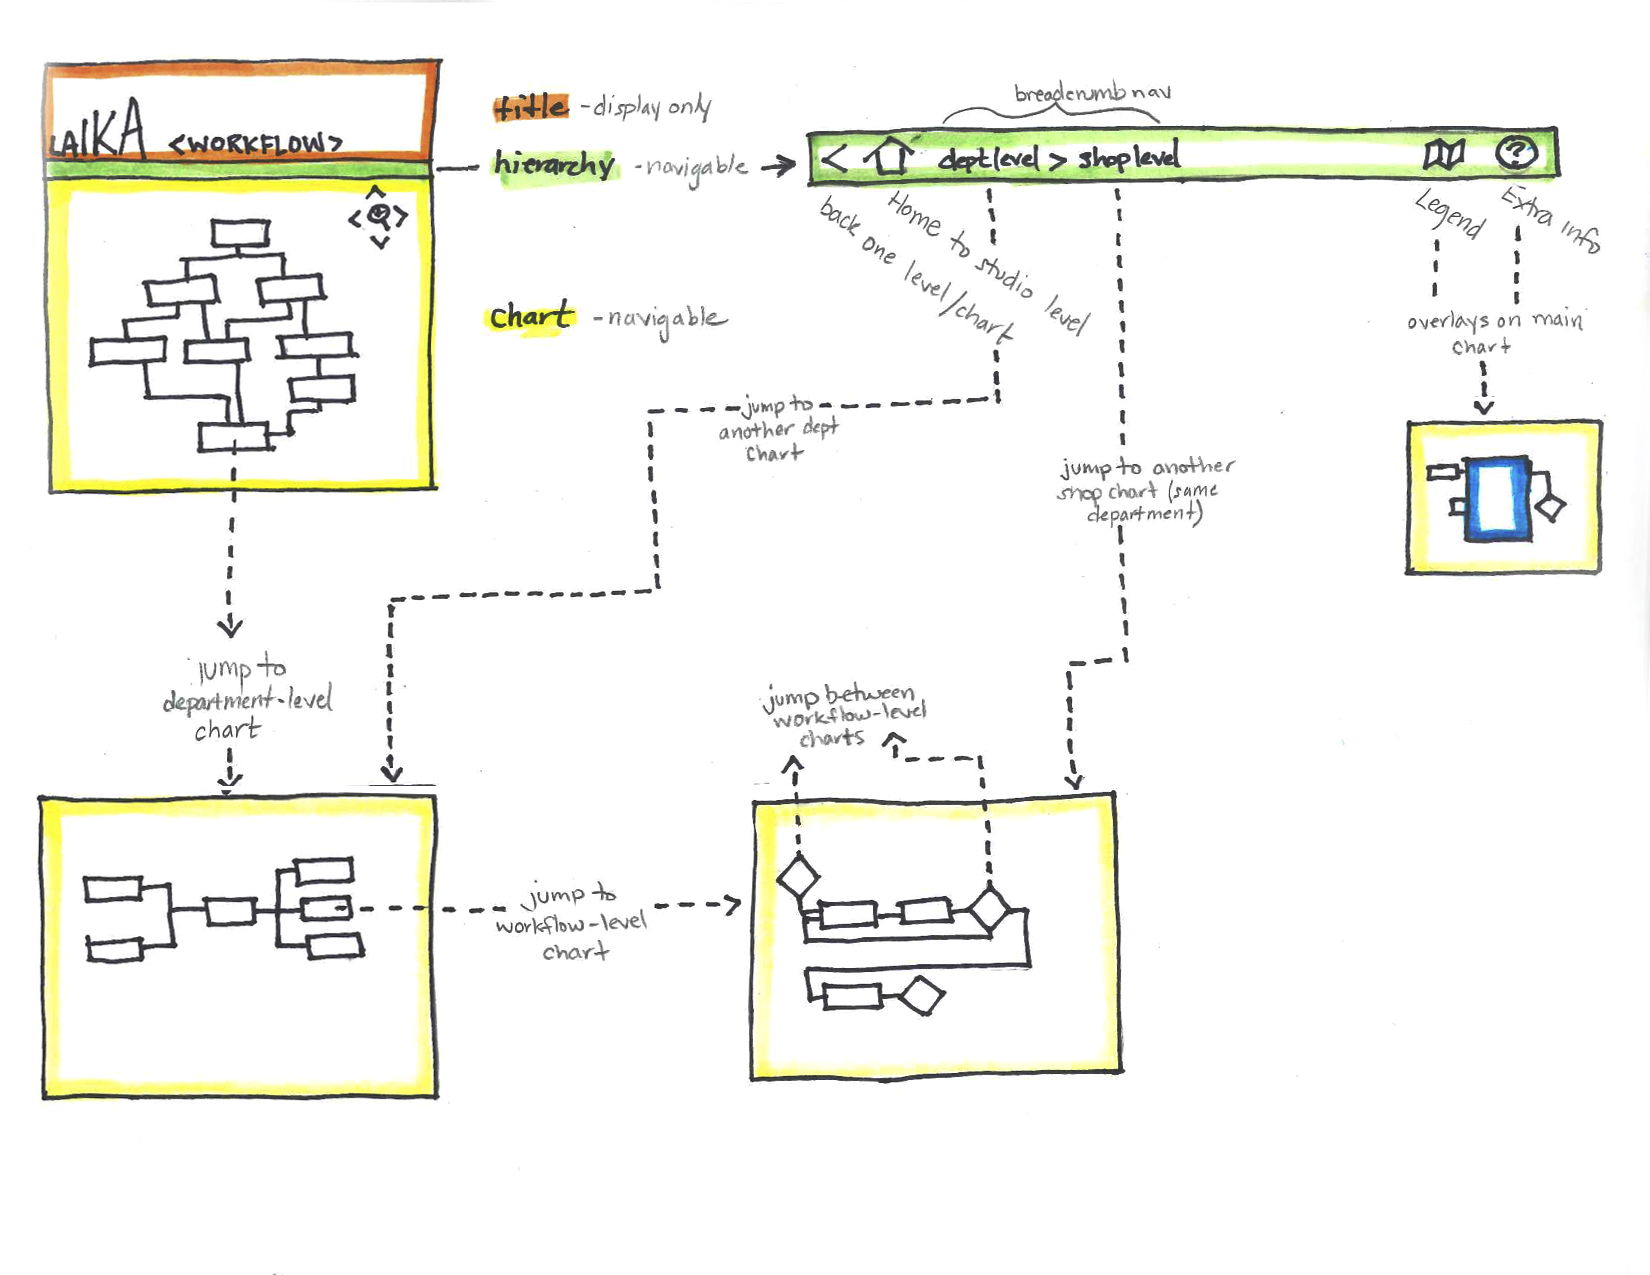 LAIKA <WORKFLOW>
title - display only
hierarchy - navigable
chart - navigable
breadcrumb nav
< dept level > shop level ?
back one level/chart
Home to studio level
Legend
Extra Info
overlays on main
chart
jump to
another dept
chart
jump to another
shop chart (same
department)
jump to
department-level
chart
jump between
workflow-level
charts
jump to
workflow-level
chart